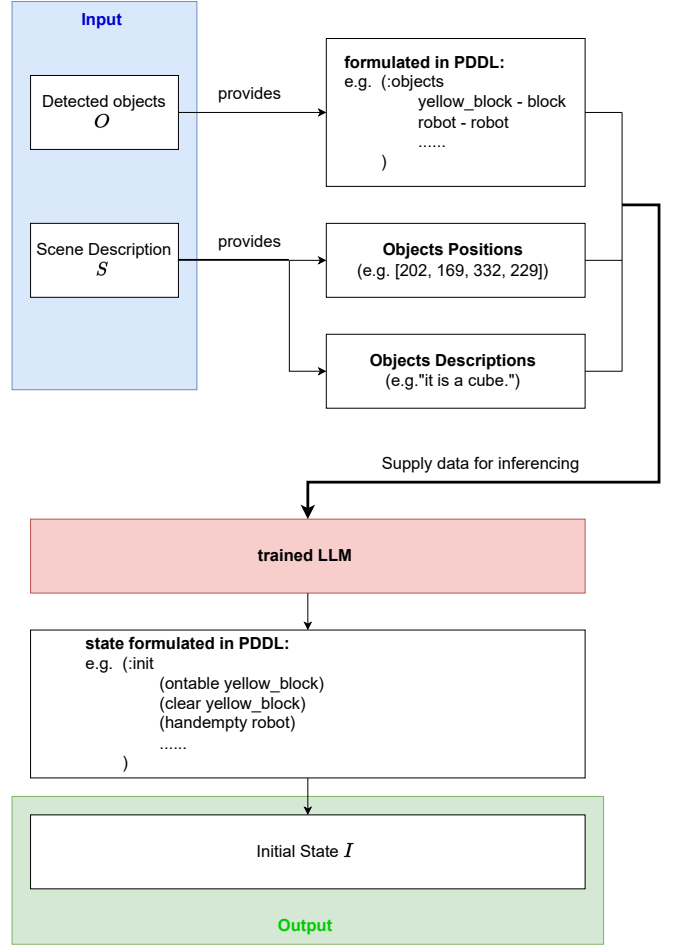 Input
Detected objects
O
provides
formulated in PDDL:
e.g. (:objects
yellow_block - block
robot - robot
......
)
Scene Description
S
provides
Objects Positions
(e.g. [202, 169, 332, 229])
Objects Descriptions
(e.g."it is a cube.")
Supply data for inferencing
trained LLM
state formulated in PDDL:
e.g. (:init
(ontable yellow_block)
(clear yellow_block)
(handempty robot)
......
)
Initial State I
Output